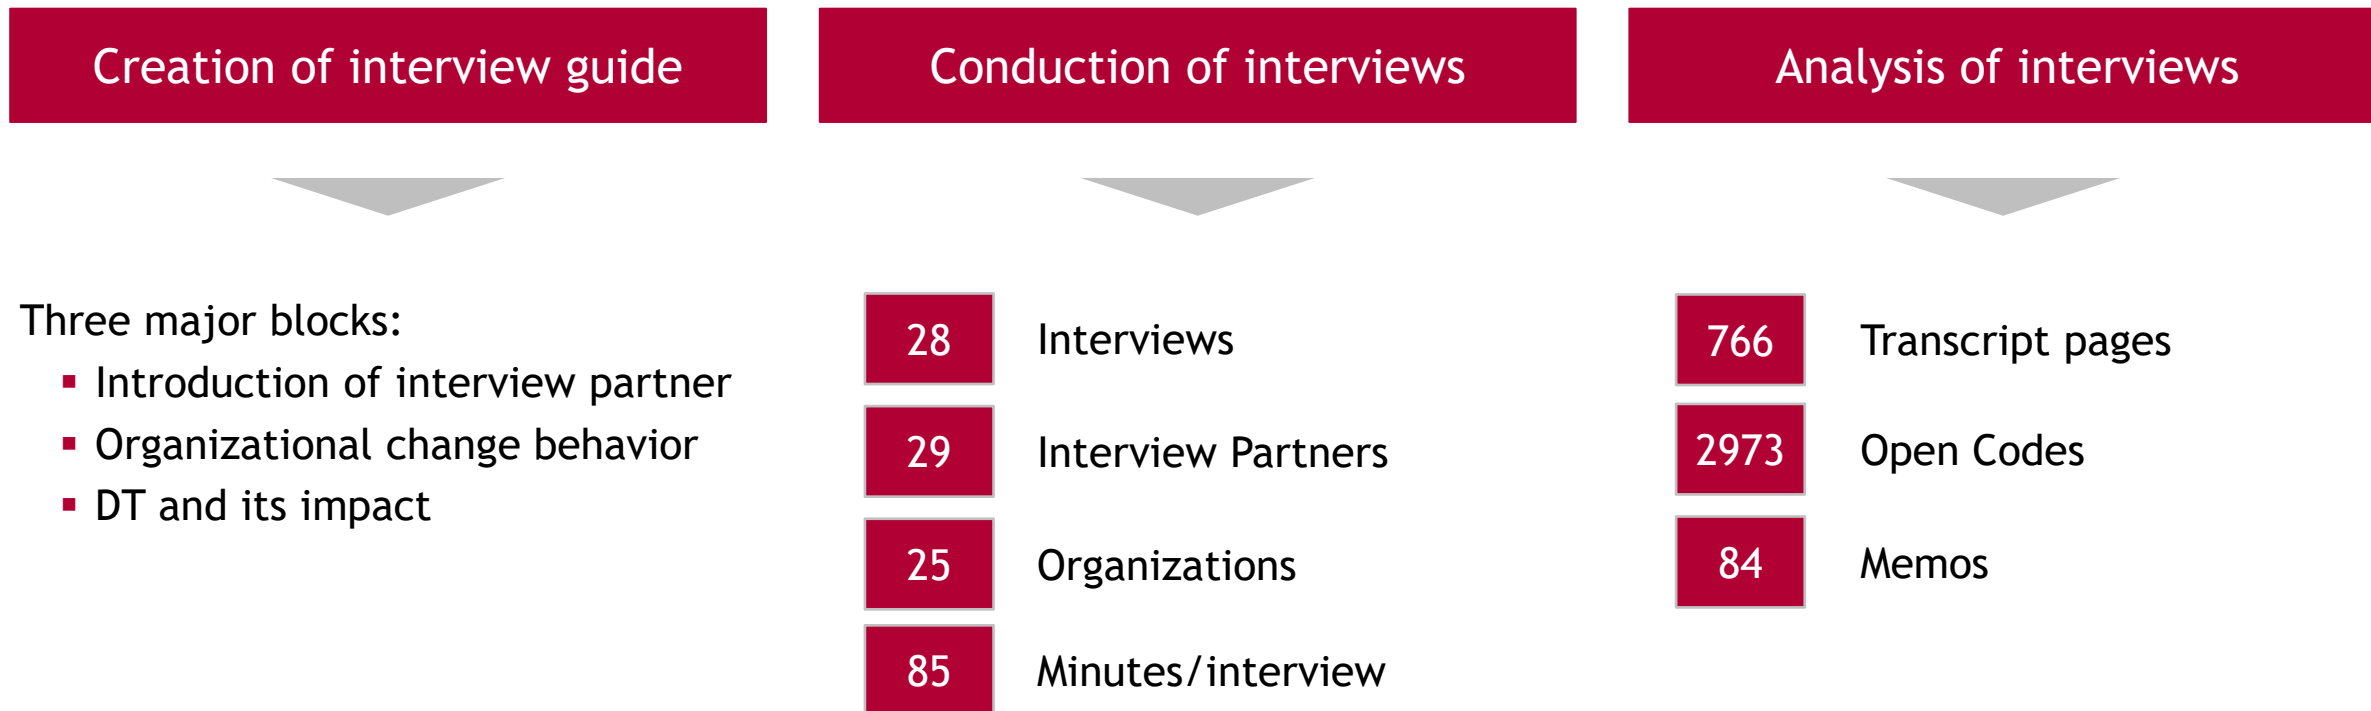 Creation of interview guide
Three major blocks:
▪ Introduction of interview partner
▪ Organizational change behavior
▪ DT and its impact
Conduction of interviews
28 Interviews
29 Interview Partners
25 Organizations
85 Minutes/interview
Analysis of interviews
766 Transcript pages
2973 Open Codes
84 Memos